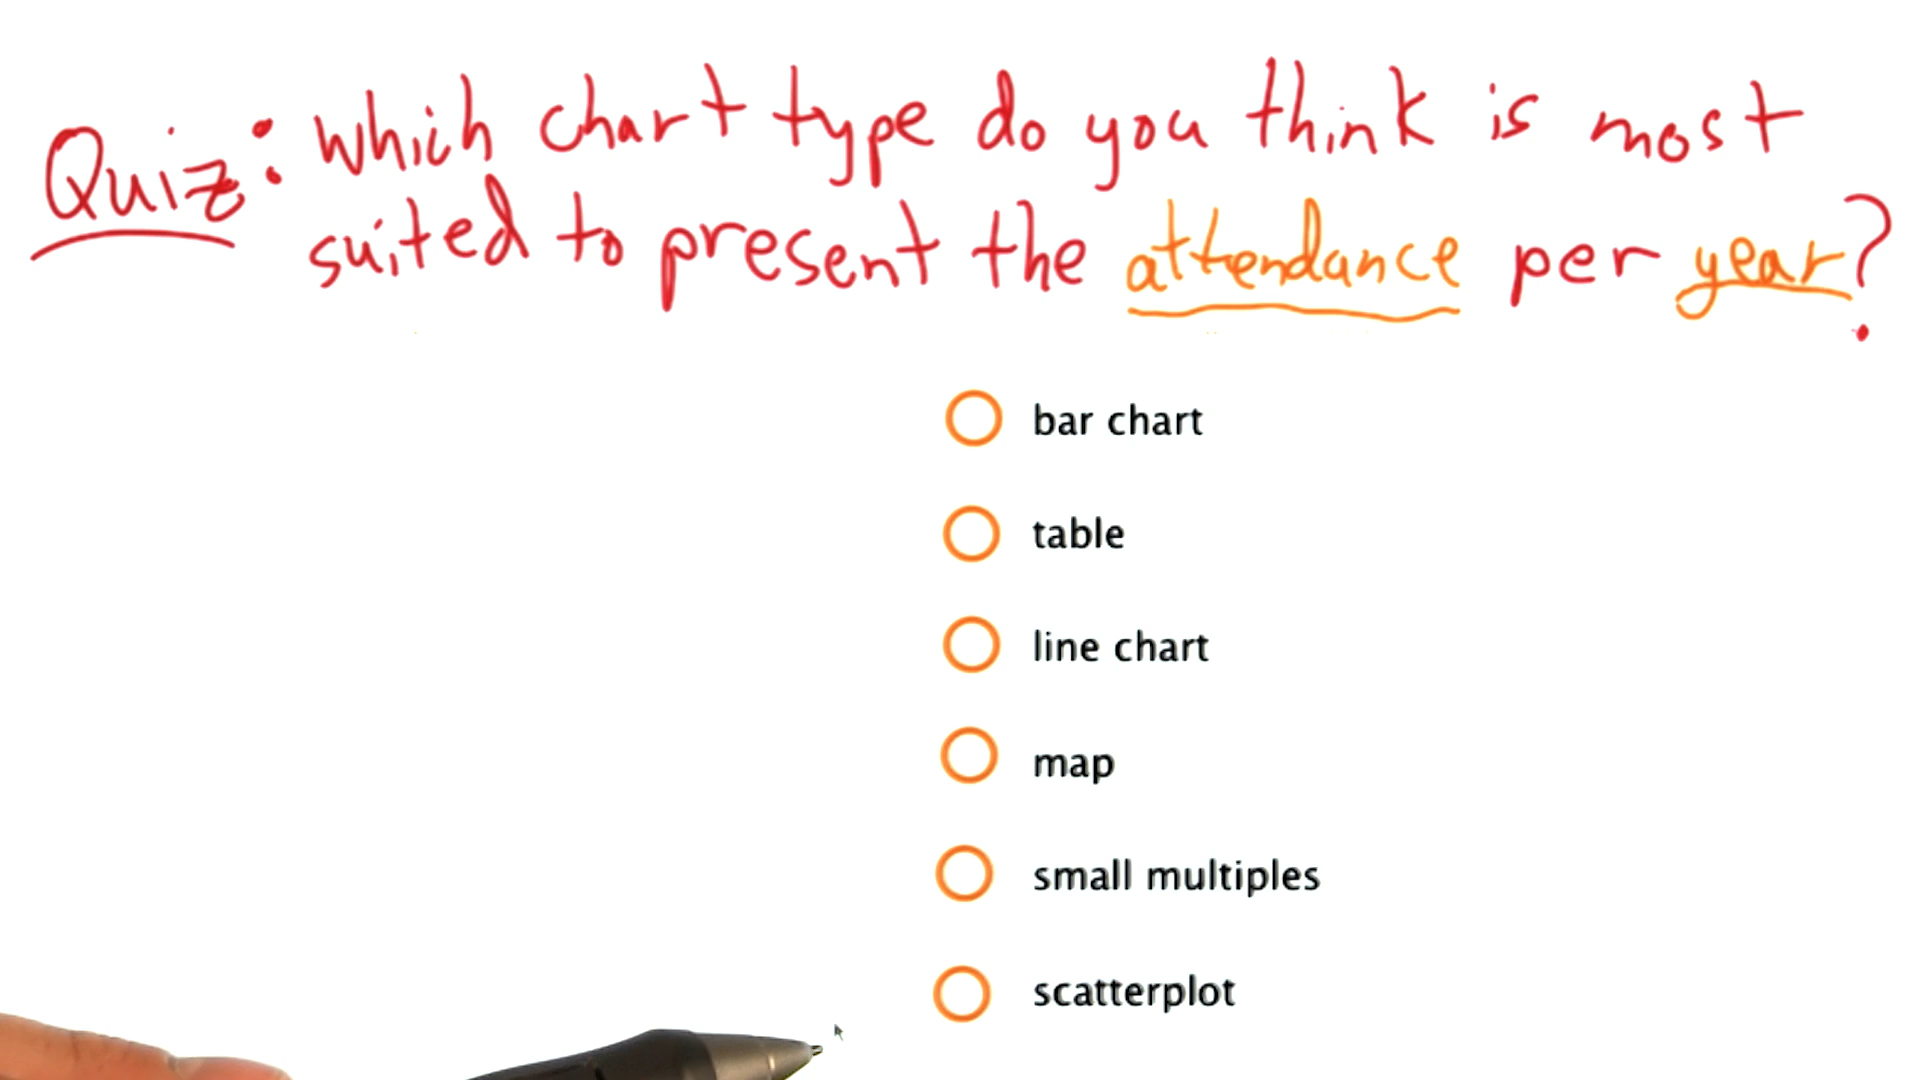 Quiz: Which chart type do you think is most
suited to present the attendance per year?
bar chart
table
line chart
map
small multiples
scatterplot